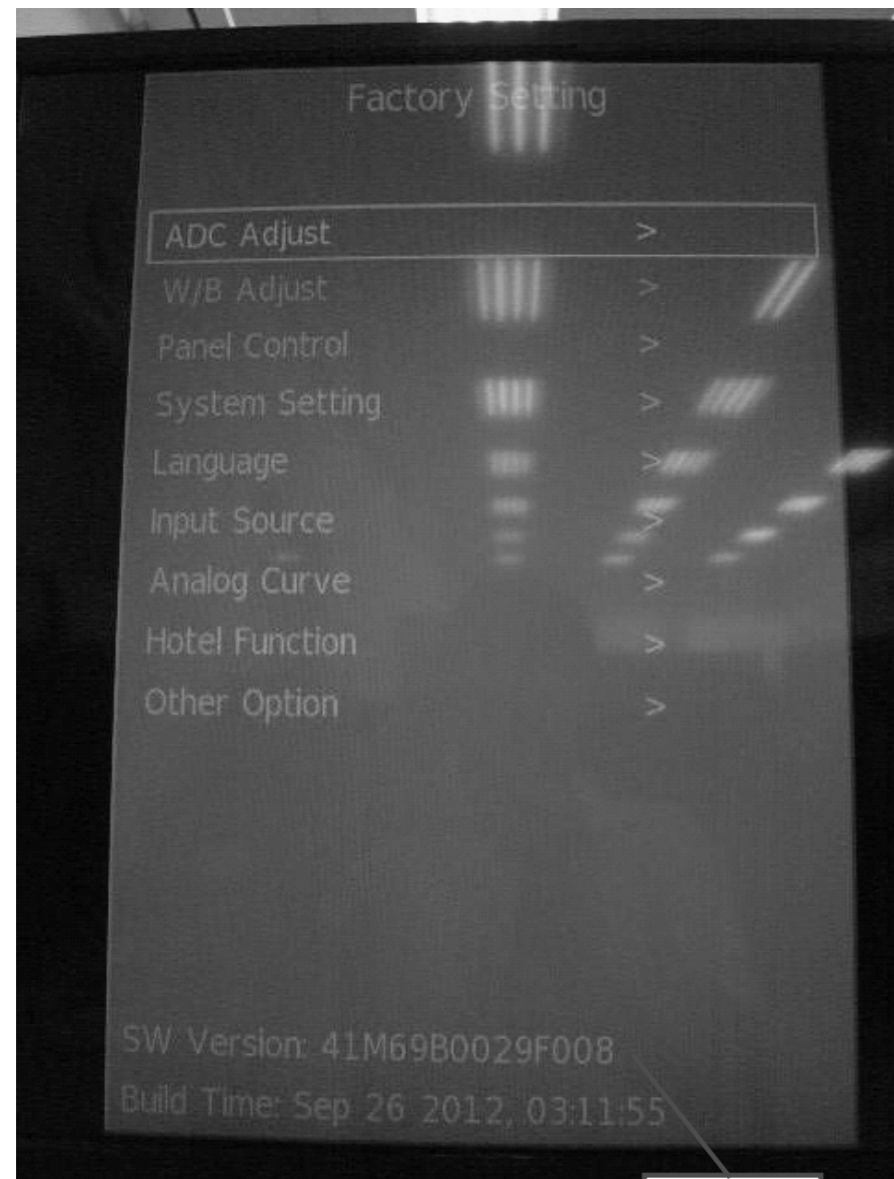 Factory Setting
ADC Adjust >
W/B Adjust >
Panel Control >
System Setting >
Language >
Input Source >
Analog Curve >
Hotel Function >
Other Option >
SW Version: 41M69B0029F008
Build Time: Sep 26 2012, 03:11:55